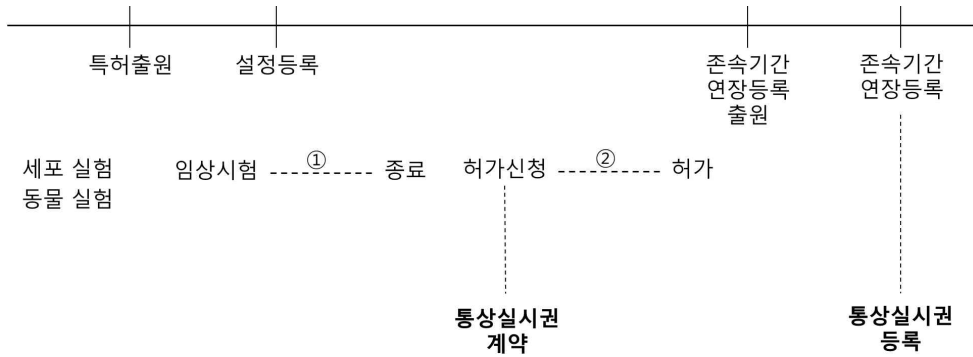 특허출원
설정등록
존속기간
연장등록
출원
존속기간
연장등록
세포 실험
동물 실험
임상시험
①
종료
허가신청
②
허가
통상실시권
계약
통상실시권
등록